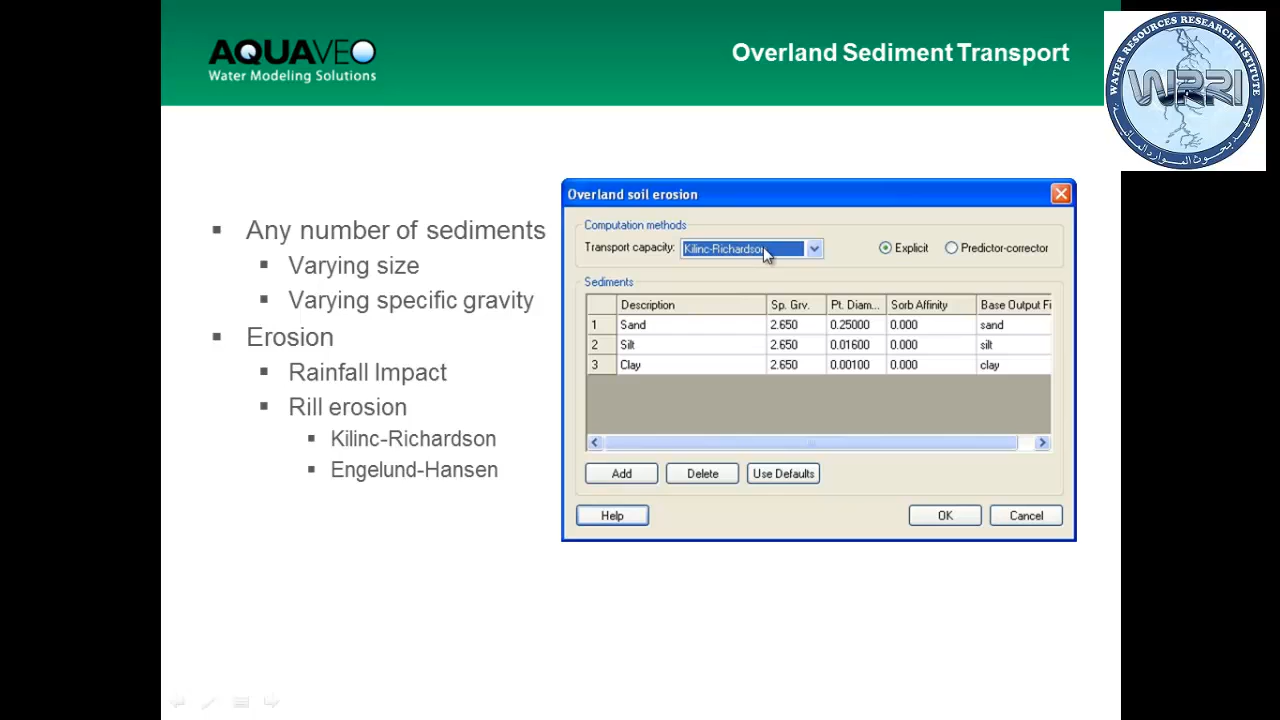 AQUAVEO
Water Modeling Solutions
Overland Sediment Transport
WATER RESOURCES RESEARCH INSTITUTE
WRRI
معهد بحوث الموارد المائية
Any number of sediments
Varying size
Varying specific gravity
Erosion
Rainfall Impact
Rill erosion
Kilinc-Richardson
Engelund-Hansen
Overland soil erosion
Computation methods
Transport capacity: Kilinc-Richardson Explicit Predictor-corrector
Sediments
Description Sp. Grv. Pt. Diam... Sorb Affinity Base Output Fi
1 Sand 2.650 0.25000 0.000 sand
2 Silt 2.650 0.01600 0.000 silt
3 Clay 2.650 0.00100 0.000 clay
Add Delete Use Defaults
Help OK Cancel